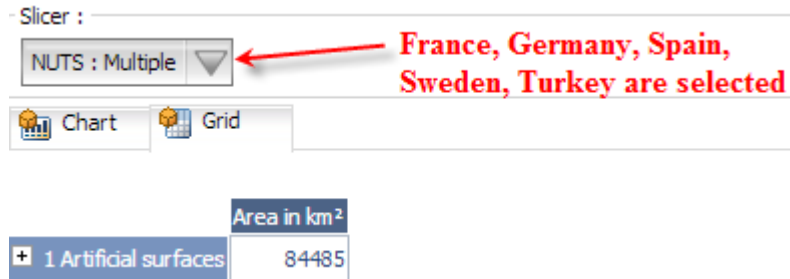 Slicer :
NUTS : Multiple
France, Germany, Spain,
Sweden, Turkey are selected
Chart Grid
Area in km²
1 Artificial surfaces 84485